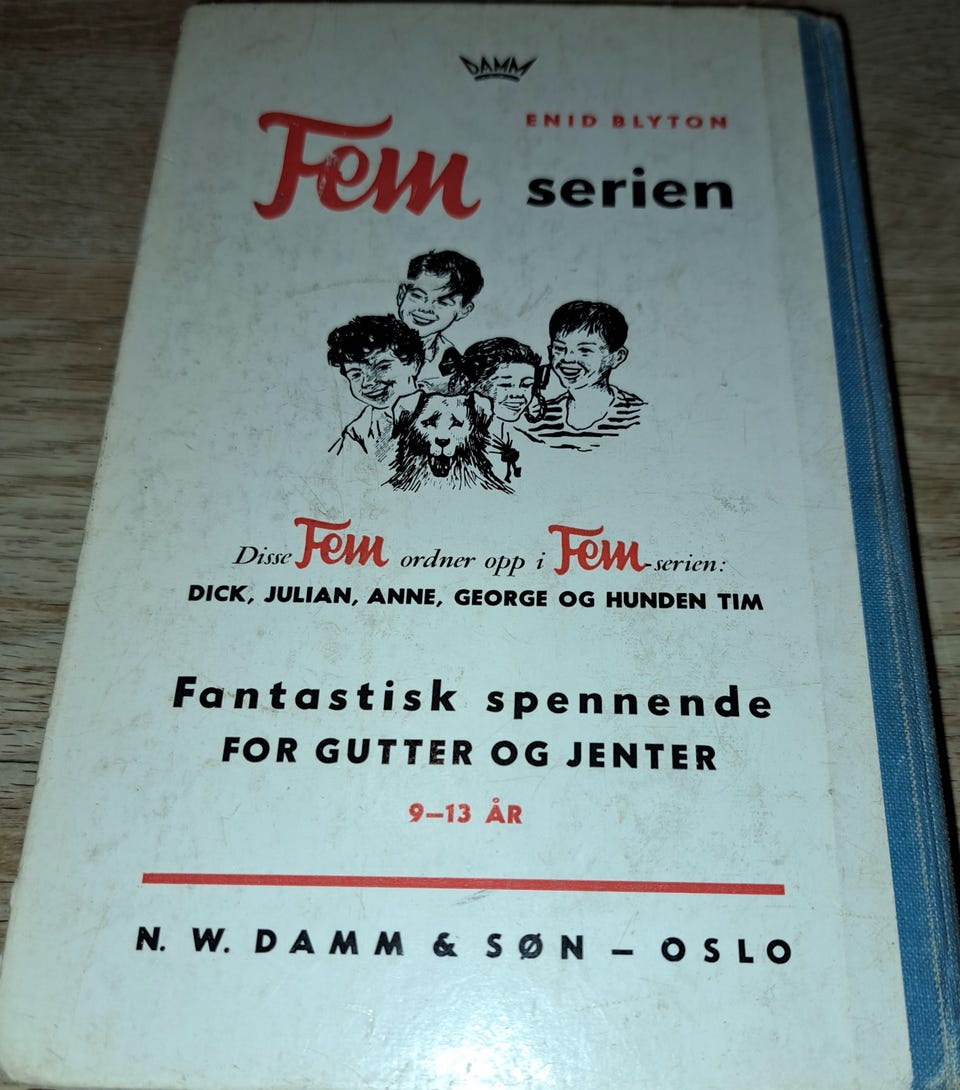 DAMM
ENID BLYTON
Fem serien
Disse Fem ordner opp i Fem-serien:
DICK, JULIAN, ANNE, GEORGE OG HUNDEN TIM
Fantastisk spennende
FOR GUTTER OG JENTER
9–13 ÅR
N. W. DAMM & SØN – OSLO